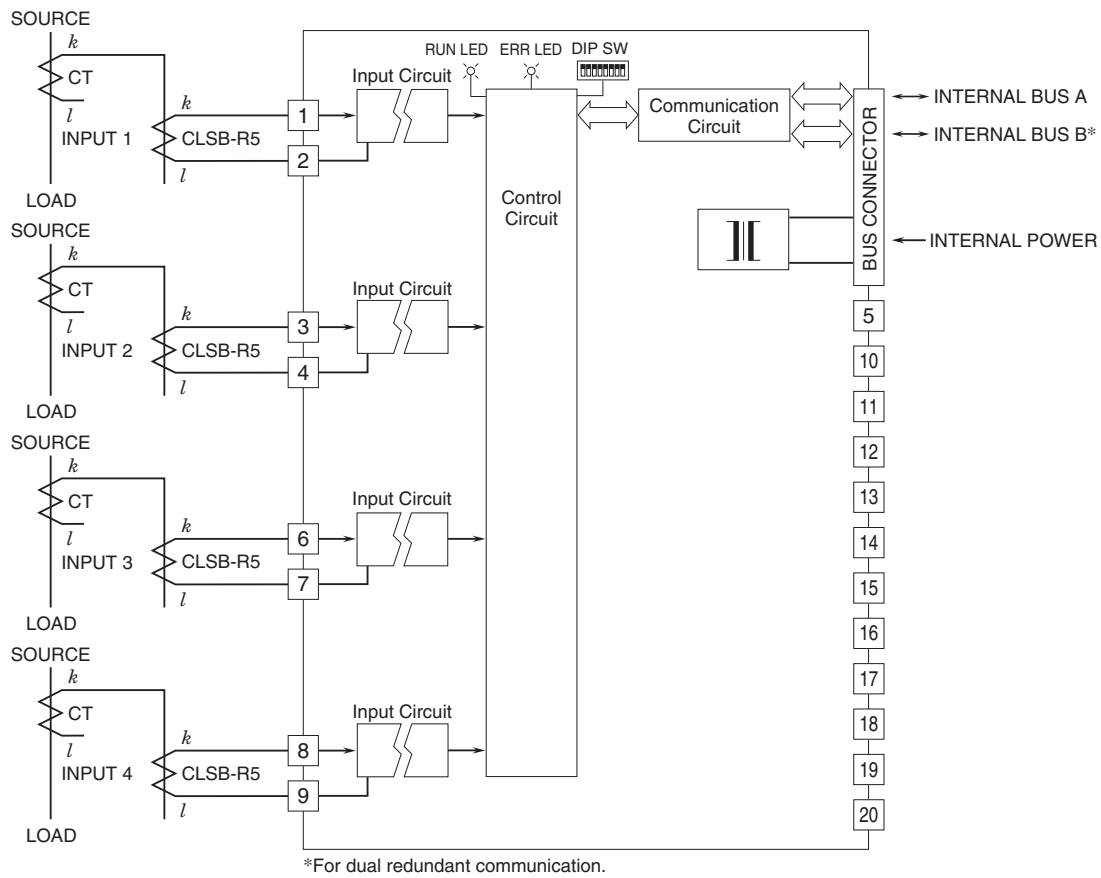 SOURCE
k
CT
l
INPUT 1
k
CLSB-R5
l
LOAD
1
2
Input Circuit
RUN LED
ERR LED
DIP SW
Control
Circuit
Communication
Circuit
BUS CONNECTOR
INTERNAL BUS A
INTERNAL BUS B*
INTERNAL POWER
SOURCE
k
CT
l
INPUT 2
k
CLSB-R5
l
LOAD
3
4
Input Circuit
SOURCE
k
CT
l
INPUT 3
k
CLSB-R5
l
LOAD
6
7
Input Circuit
SOURCE
k
CT
l
INPUT 4
k
CLSB-R5
l
LOAD
8
9
Input Circuit
5
10
11
12
13
14
15
16
17
18
19
20
*For dual redundant communication.